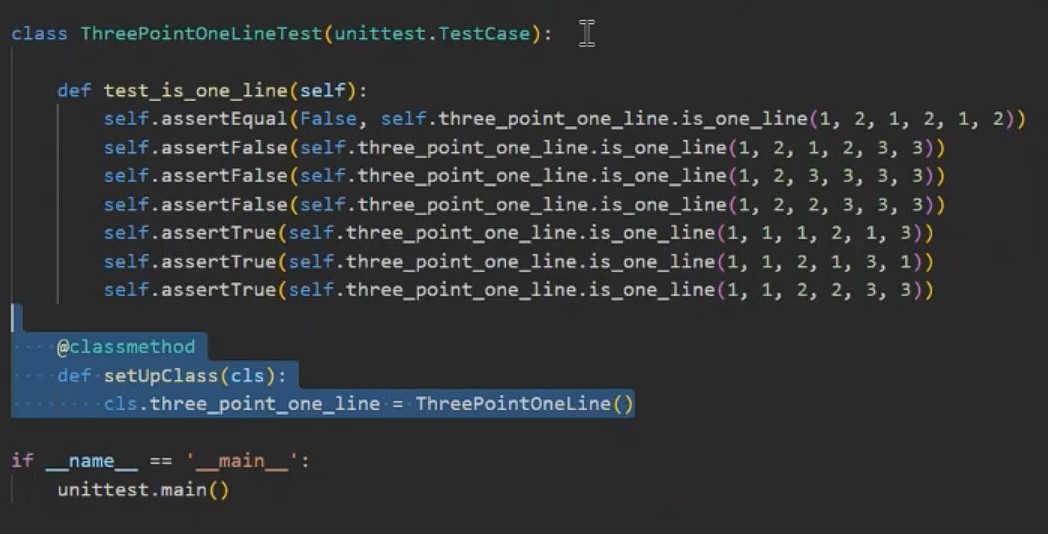 class ThreePointOneLineTest(unittest.TestCase):
def test_is_one_line(self):
self.assertEqual(False, self.three_point_one_line.is_one_line(1, 2, 1, 2, 1, 2))
self.assertFalse(self.three_point_one_line.is_one_line(1, 2, 1, 2, 3, 3))
self.assertFalse(self.three_point_one_line.is_one_line(1, 2, 3, 3, 3, 3))
self.assertFalse(self.three_point_one_line.is_one_line(1, 2, 2, 3, 3, 3))
self.assertTrue(self.three_point_one_line.is_one_line(1, 1, 1, 2, 1, 3))
self.assertTrue(self.three_point_one_line.is_one_line(1, 1, 2, 1, 3, 1))
self.assertTrue(self.three_point_one_line.is_one_line(1, 1, 2, 2, 3, 3))
@classmethod
def setUpClass(cls):
cls.three_point_one_line = ThreePointOneLine()
if __name__ == '__main__':
unittest.main()